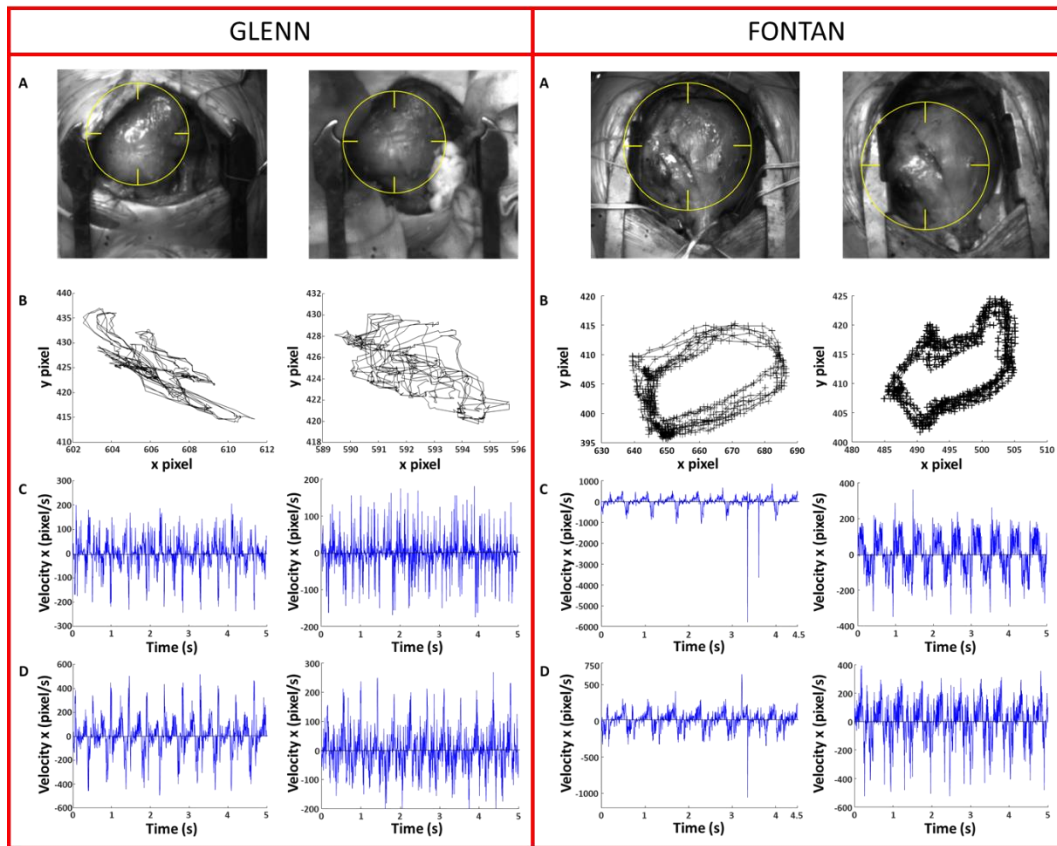 GLENN
A
B
y pixel
440
435
430
425
420
415
410
602 604 606 608 610 612
x pixel
y pixel
432
430
428
426
424
422
420
418
589 590 591 592 593 594 595 596
x pixel
C
Velocity x (pixel/s)
300
200
100
0
-100
-200
-300
0 1 2 3 4 5
Time (s)
Velocity x (pixel/s)
200
100
0
-100
-200
0 1 2 3 4 5
Time (s)
D
Velocity x (pixel/s)
600
400
200
0
-200
-400
-600
0 1 2 3 4 5
Time (s)
Velocity x (pixel/s)
300
200
100
0
-100
-200
0 1 2 3 4 5
Time (s)
FONTAN
A
B
y pixel
420
415
410
405
400
395
630 640 650 660 670 680 690
x pixel
y pixel
425
420
415
410
405
400
480 485 490 495 500 505 510
x pixel
C
Velocity x (pixel/s)
1000
0
-1000
-2000
-3000
-4000
-5000
-6000
0 1 2 3 4 4.5
Time (s)
Velocity x (pixel/s)
400
200
0
-200
-400
0 1 2 3 4 5
Time (s)
D
Velocity x (pixel/s)
750
500
0
-500
-1000
0 1 2 3 4 4.5
Time (s)
Velocity x (pixel/s)
400
200
0
-200
-400
-600
0 1 2 3 4 5
Time (s)